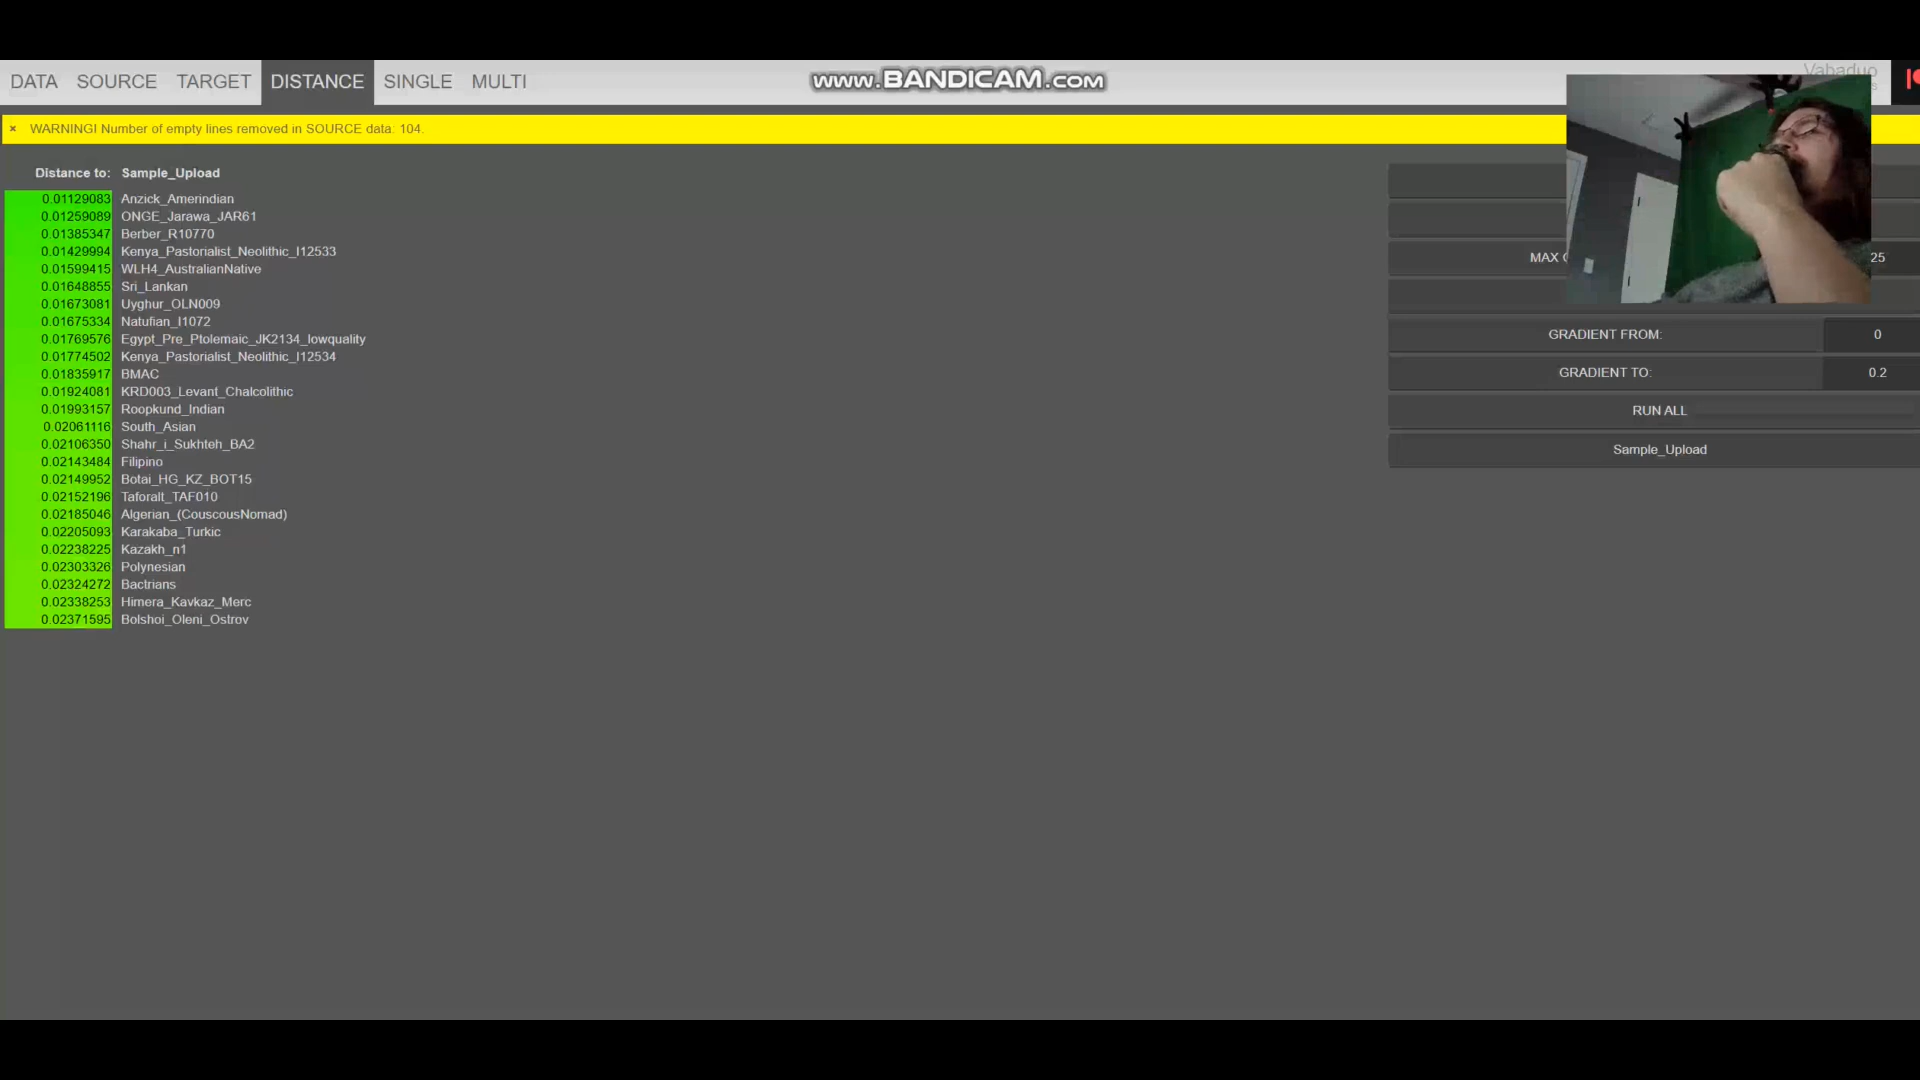 DATA SOURCE TARGET DISTANCE SINGLE MULTI
www.BANDICAM.com
Vahaduo
× WARNING! Number of empty lines removed in SOURCE data: 104.
Distance to: Sample_Upload
0.01129083 Anzick_Amerindian
0.01259089 ONGE_Jarawa_JAR61
0.01385347 Berber_R10770
0.01429994 Kenya_Pastorialist_Neolithic_I12533
0.01599415 WLH4_AustralianNative
0.01648855 Sri_Lankan
0.01673081 Uyghur_OLN009
0.01675334 Natufian_I1072
0.01769576 Egypt_Pre_Ptolemaic_JK2134_lowquality
0.01774502 Kenya_Pastorialist_Neolithic_I12534
0.01835917 BMAC
0.01924081 KRD003_Levant_Chalcolithic
0.01993157 Roopkund_Indian
0.02061116 South_Asian
0.02106350 Shahr_i_Sukhteh_BA2
0.02143484 Filipino
0.02149952 Botai_HG_KZ_BOT15
0.02152196 Taforalt_TAF010
0.02185046 Algerian_(CouscousNomad)
0.02205093 Karakaba_Turkic
0.02238225 Kazakh_n1
0.02303326 Polynesian
0.02324272 Bactrians
0.02338253 Himera_Kavkaz_Merc
0.02371595 Bolshoi_Oleni_Ostrov
MAX 25
GRADIENT FROM: 0
GRADIENT TO: 0.2
RUN ALL
Sample_Upload